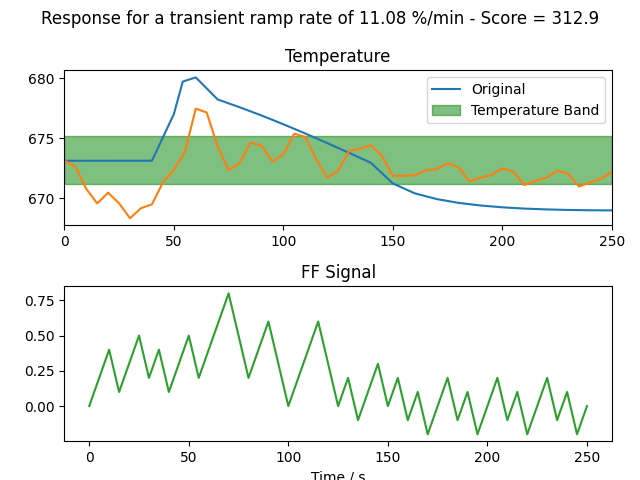 Response for a transient ramp rate of 11.08 %/min - Score = 312.9
Temperature
680
675
670
Original
Temperature Band
0 50 100 150 200 250
FF Signal
0.75
0.50
0.25
0.00
0 50 100 150 200 250
Time / s